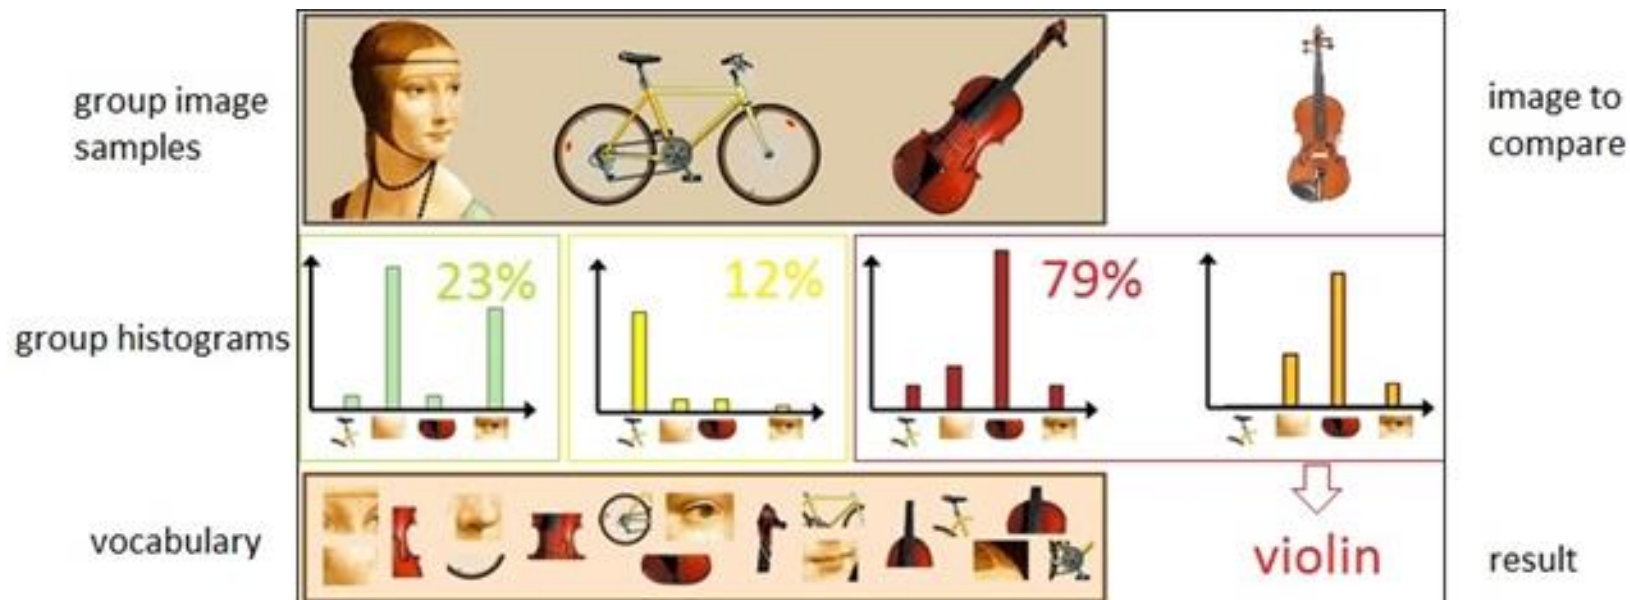 group image
samples
image to
compare
group histograms
23%
12%
79%
vocabulary
violin
result